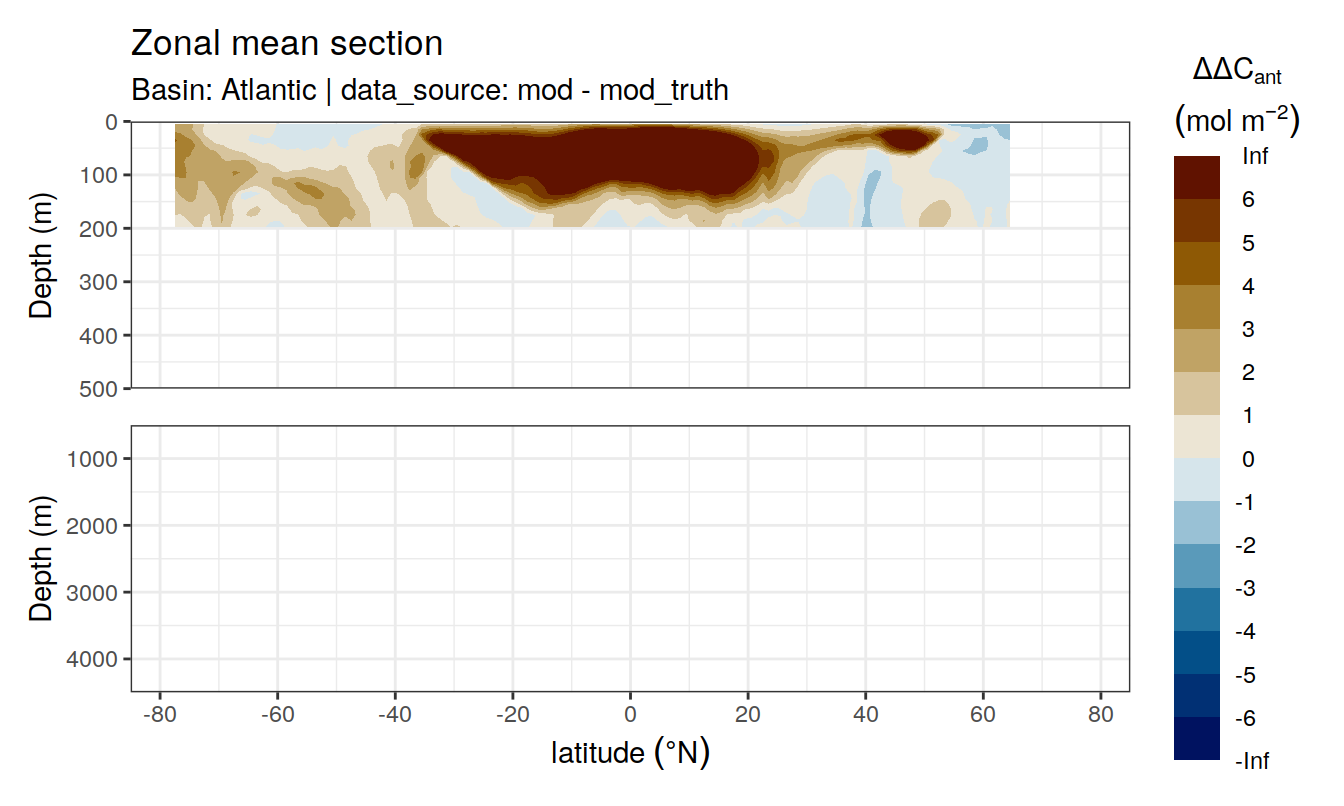 Zonal mean section
Basin: Atlantic | data_source: mod - mod_truth
Depth (m)
0
100
200
300
400
500
Depth (m)
1000
2000
3000
4000
-80 -60 -40 -20 0 20 40 60 80
latitude (°N)
ΔΔCant
(mol m⁻²)
Inf
6
5
4
3
2
1
0
-1
-2
-3
-4
-5
-6
-Inf